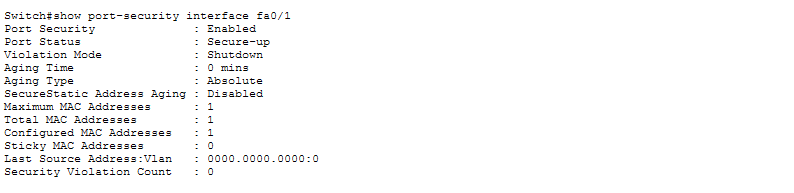 Switch#show port-security interface fa0/1
Port Security              : Enabled
Port Status                : Secure-up
Violation Mode             : Shutdown
Aging Time                 : 0 mins
Aging Type                 : Absolute
SecureStatic Address Aging : Disabled
Maximum MAC Addresses      : 1
Total MAC Addresses        : 1
Configured MAC Addresses   : 1
Sticky MAC Addresses       : 0
Last Source Address:Vlan   : 0000.0000.0000:0
Security Violation Count   : 0